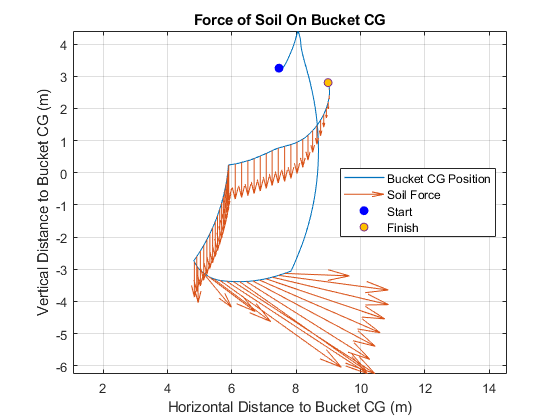 Force of Soil On Bucket CG
Vertical Distance to Bucket CG (m)
4
3
2
1
0
-1
-2
-3
-4
-5
-6
2
4
6
8
10
12
14
Horizontal Distance to Bucket CG (m)
Bucket CG Position
Soil Force
Start
Finish